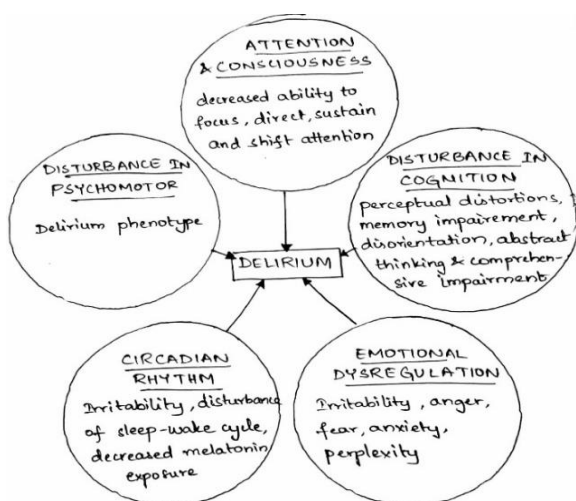 ATTENTION
& CONSCIOUSNESS
decreased ability to
focus, direct, sustain
and shift attention
DISTURBANCE IN
PSYCHOMOTOR
Delirium phenotype
DISTURBANCE IN
COGNITION
perceptual distortions,
memory impairement,
disorientation, abstract
thinking & comprehen-
sive impairment
DELIRIUM
CIRCADIAN
RHYTHM
Irritability, disturbance
of sleep-wake cycle,
decreased melatonin
exposure
EMOTIONAL
DYSREGULATION
Irritability, anger,
fear, anxiety,
perplexity